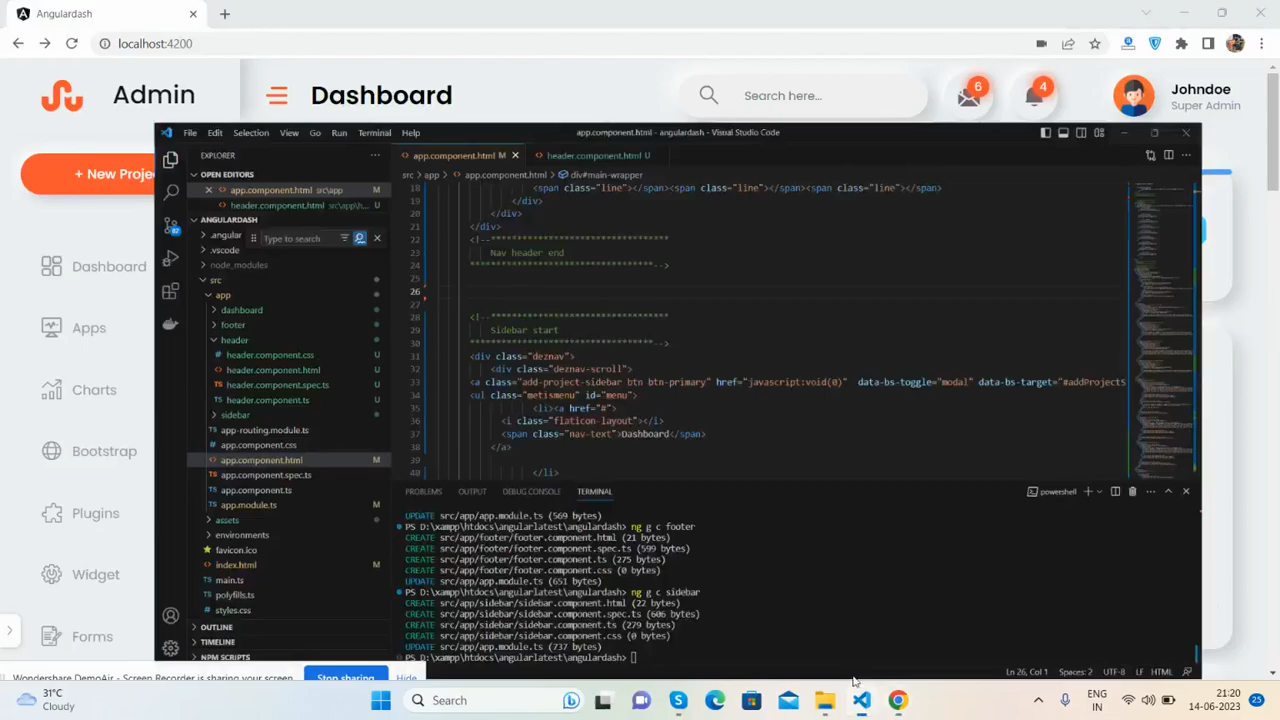 Angulardash
localhost:4200
Admin
Dashboard
Search here...
6
4
Johndoe
Super Admin
+ New Proje
Dashboard
Apps
Charts
Bootstrap
Plugins
Widget
Forms
File Edit Selection View Go Run Terminal Help
app.component.html - angulardash - Visual Studio Code
EXPLORER
OPEN EDITORS
app.component.html src\app M
header.component.html src\app\h... U
ANGULARDASH
.angular
Type to search
.vscode
node_modules
src
app
dashboard
footer
header
header.component.css U
header.component.html U
header.component.spec.ts U
header.component.ts U
sidebar
app-routing.module.ts
app.component.css
app.component.html M
app.component.spec.ts
app.component.ts
app.module.ts M
assets
environments
favicon.ico
index.html M
main.ts
polyfills.ts
styles.css
OUTLINE
TIMELINE
NPM SCRIPTS
app.component.html M
header.component.html U
src > app > app.component.html > div#main-wrapper
18 <span class="line"></span><span class="line"></span><span class="line"></span>
19 </div>
20 </div>
21 </div>
22 <!--**********************************
23 Nav header end
24 ***********************************-->
25
26
27
28 <!--**********************************
29 Sidebar start
30 ***********************************-->
31 <div class="deznav">
32 <div class="deznav-scroll">
33 <a class="add-project-sidebar btn btn-primary" href="javascript:void(0)" data-bs-toggle="modal" data-bs-target="#addProjects
34 <ul class="metismenu" id="menu">
35 <li><a href="#">
36 <i class="flaticon-layout"></i>
37 <span class="nav-text">Dashboard</span>
38 </a>
39
40 </li>
PROBLEMS OUTPUT DEBUG CONSOLE TERMINAL
powershell
UPDATE src/app/app.module.ts (569 bytes)
PS D:\xampp\htdocs\angularlatest\angulardash> ng g c footer
CREATE src/app/footer/footer.component.html (21 bytes)
CREATE src/app/footer/footer.component.spec.ts (599 bytes)
CREATE src/app/footer/footer.component.ts (275 bytes)
CREATE src/app/footer/footer.component.css (0 bytes)
UPDATE src/app/app.module.ts (651 bytes)
PS D:\xampp\htdocs\angularlatest\angulardash> ng g c sidebar
CREATE src/app/sidebar/sidebar.component.html (22 bytes)
CREATE src/app/sidebar/sidebar.component.spec.ts (606 bytes)
CREATE src/app/sidebar/sidebar.component.ts (279 bytes)
CREATE src/app/sidebar/sidebar.component.css (0 bytes)
UPDATE src/app/app.module.ts (737 bytes)
PS D:\xampp\htdocs\angularlatest\angulardash>
Ln 26, Col 1 Spaces: 2 UTF-8 LF HTML
Wondershare DemoAir - Screen Recorder is sharing your screen.
Stop sharing
Hide
31°C
Cloudy
Search
ENG
IN
21:20
14-06-2023
25